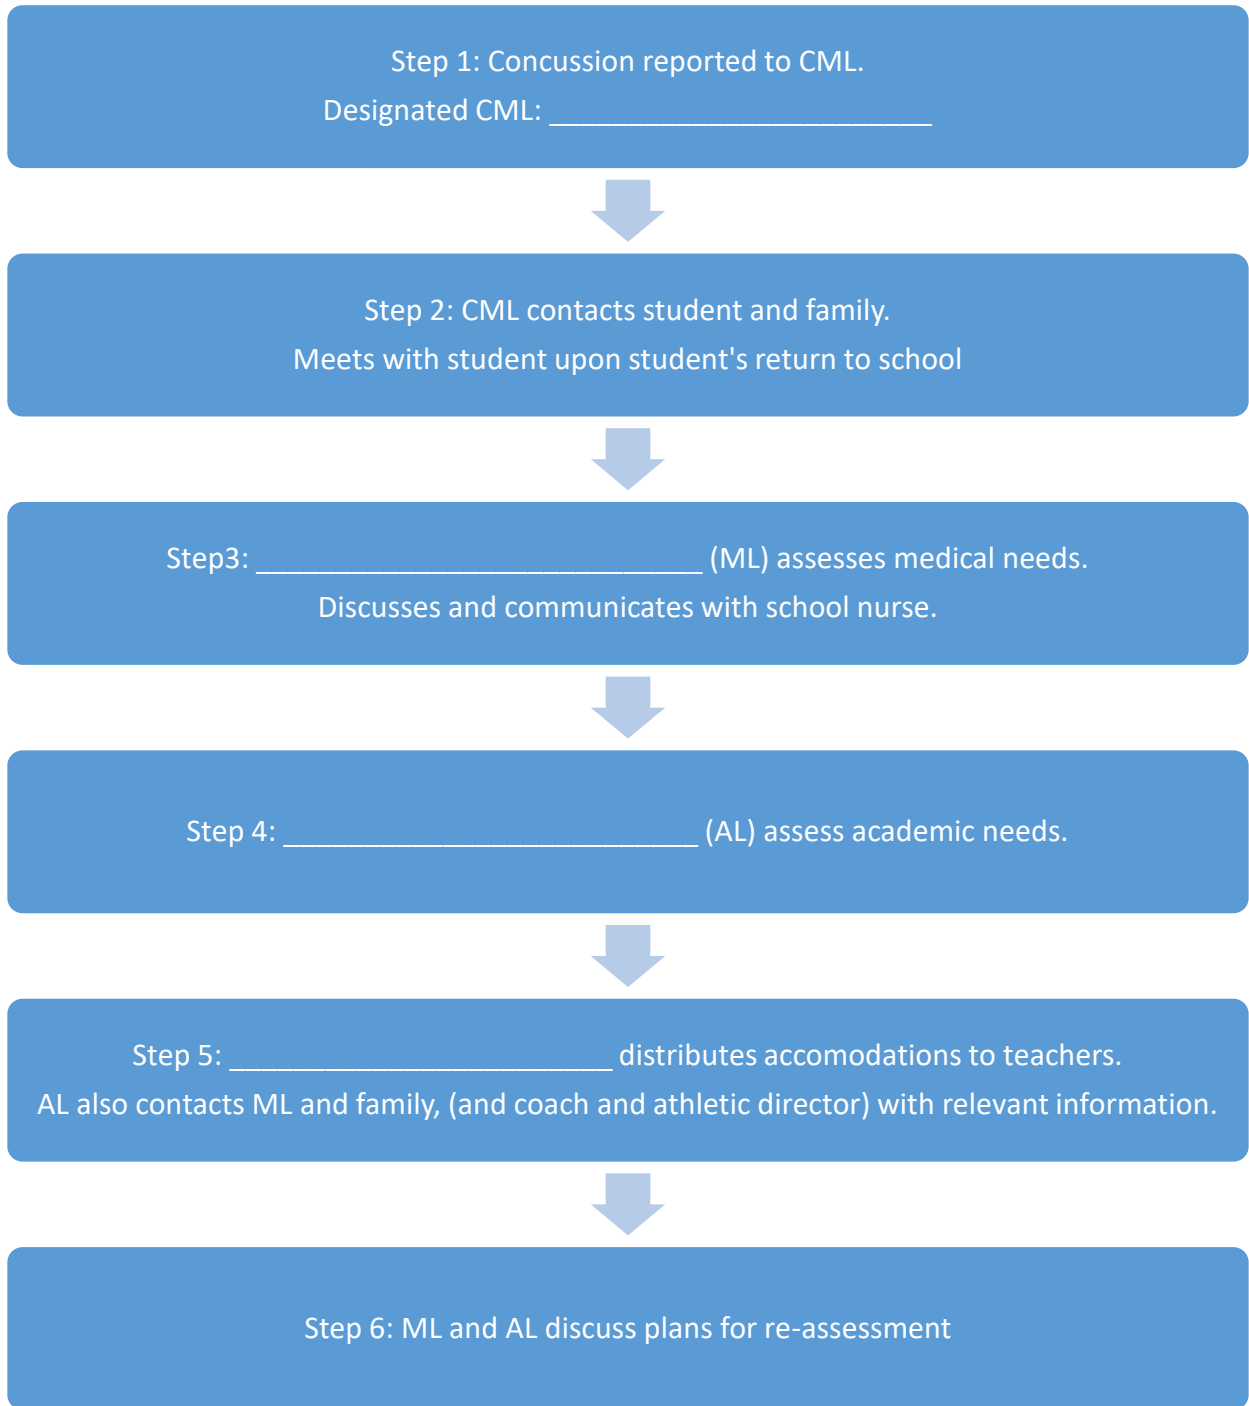 Step 1: Concussion reported to CML.
Designated CML: ________________________
Step 2: CML contacts student and family.
Meets with student upon student's return to school
Step3: ____________________________ (ML) assesses medical needs.
Discusses and communicates with school nurse.
Step 4: __________________________ (AL) assess academic needs.
Step 5: ________________________ distributes accomodations to teachers.
AL also contacts ML and family, (and coach and athletic director) with relevant information.
Step 6: ML and AL discuss plans for re-assessment